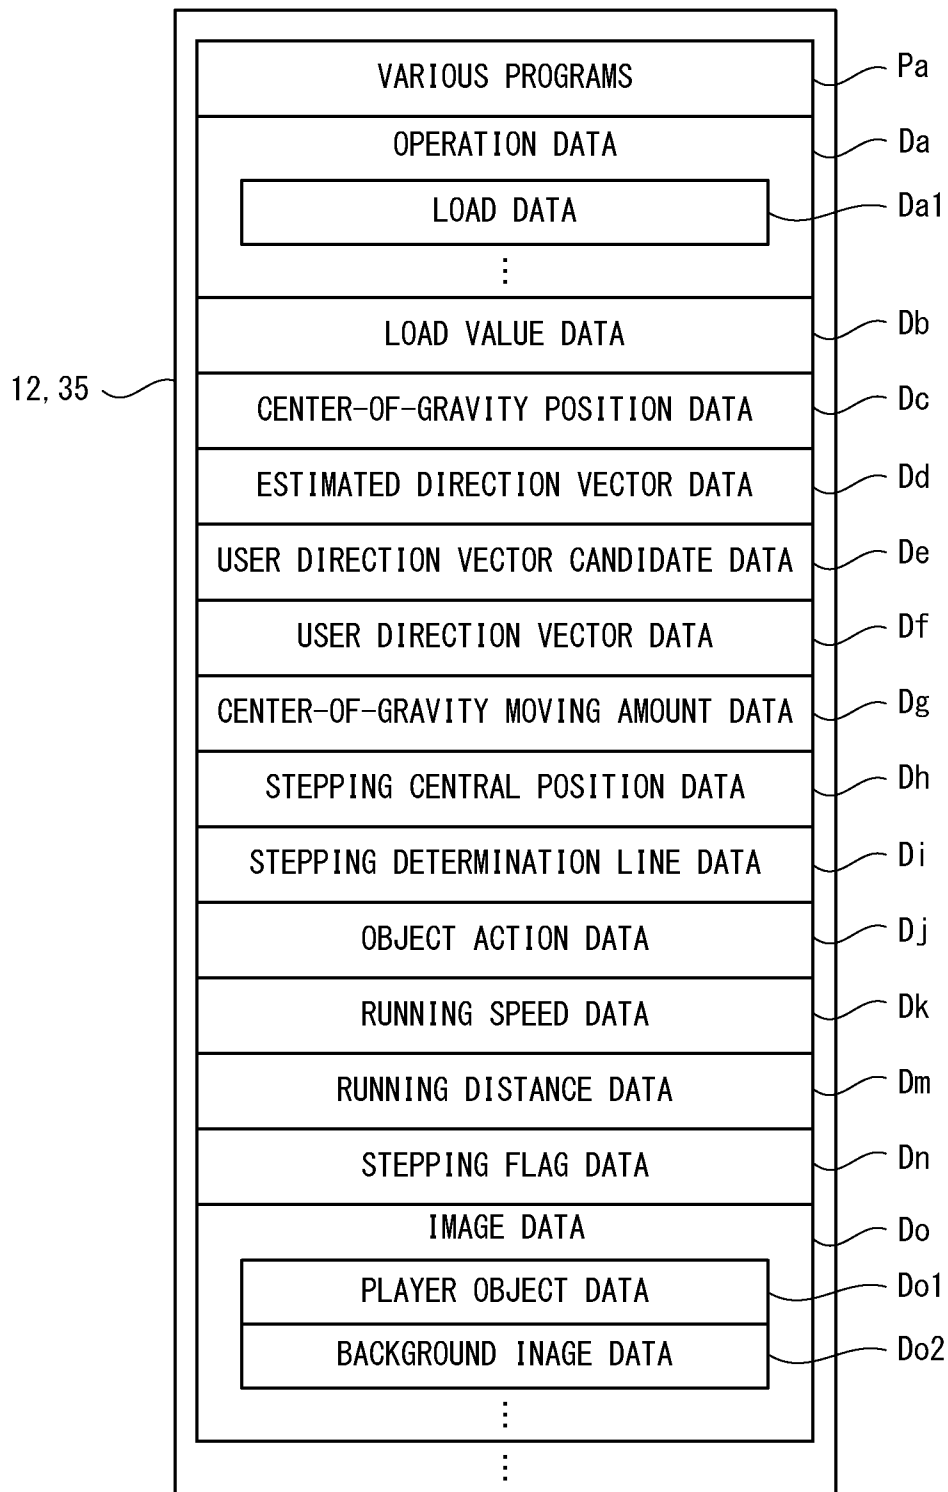 VARIOUS PROGRAMS Pa
OPERATION DATA Da
LOAD DATA Da1
⋮
LOAD VALUE DATA Db
12, 35
CENTER-OF-GRAVITY POSITION DATA Dc
ESTIMATED DIRECTION VECTOR DATA Dd
USER DIRECTION VECTOR CANDIDATE DATA De
USER DIRECTION VECTOR DATA Df
CENTER-OF-GRAVITY MOVING AMOUNT DATA Dg
STEPPING CENTRAL POSITION DATA Dh
STEPPING DETERMINATION LINE DATA Di
OBJECT ACTION DATA Dj
RUNNING SPEED DATA Dk
RUNNING DISTANCE DATA Dm
STEPPING FLAG DATA Dn
IMAGE DATA Do
PLAYER OBJECT DATA Do1
BACKGROUND INAGE DATA Do2
⋮
⋮